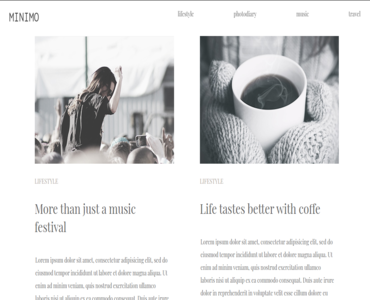 MINIMO
lifestyle photodiary music travel
LIFESTYLE
More than just a music
festival
Lorem ipsum dolor sit amet, consectetur adipisicing elit, sed do
eiusmod tempor incididunt ut labore et dolore magna aliqua. Ut
enim ad minim veniam, quis nostrud exercitation ullamco
laboris nisi ut aliquip ex ea commodo consequat. Duis aute irure
LIFESTYLE
Life tastes better with coffe
Lorem ipsum dolor sit amet, consectetur adipisicing elit, sed do
eiusmod tempor incididunt ut labore et dolore magna aliqua. Ut
enim ad minim veniam, quis nostrud exercitation ullamco
laboris nisi ut aliquip ex ea commodo consequat. Duis aute irure
dolor in reprehenderit in voluptate velit esse cillum dolore eu